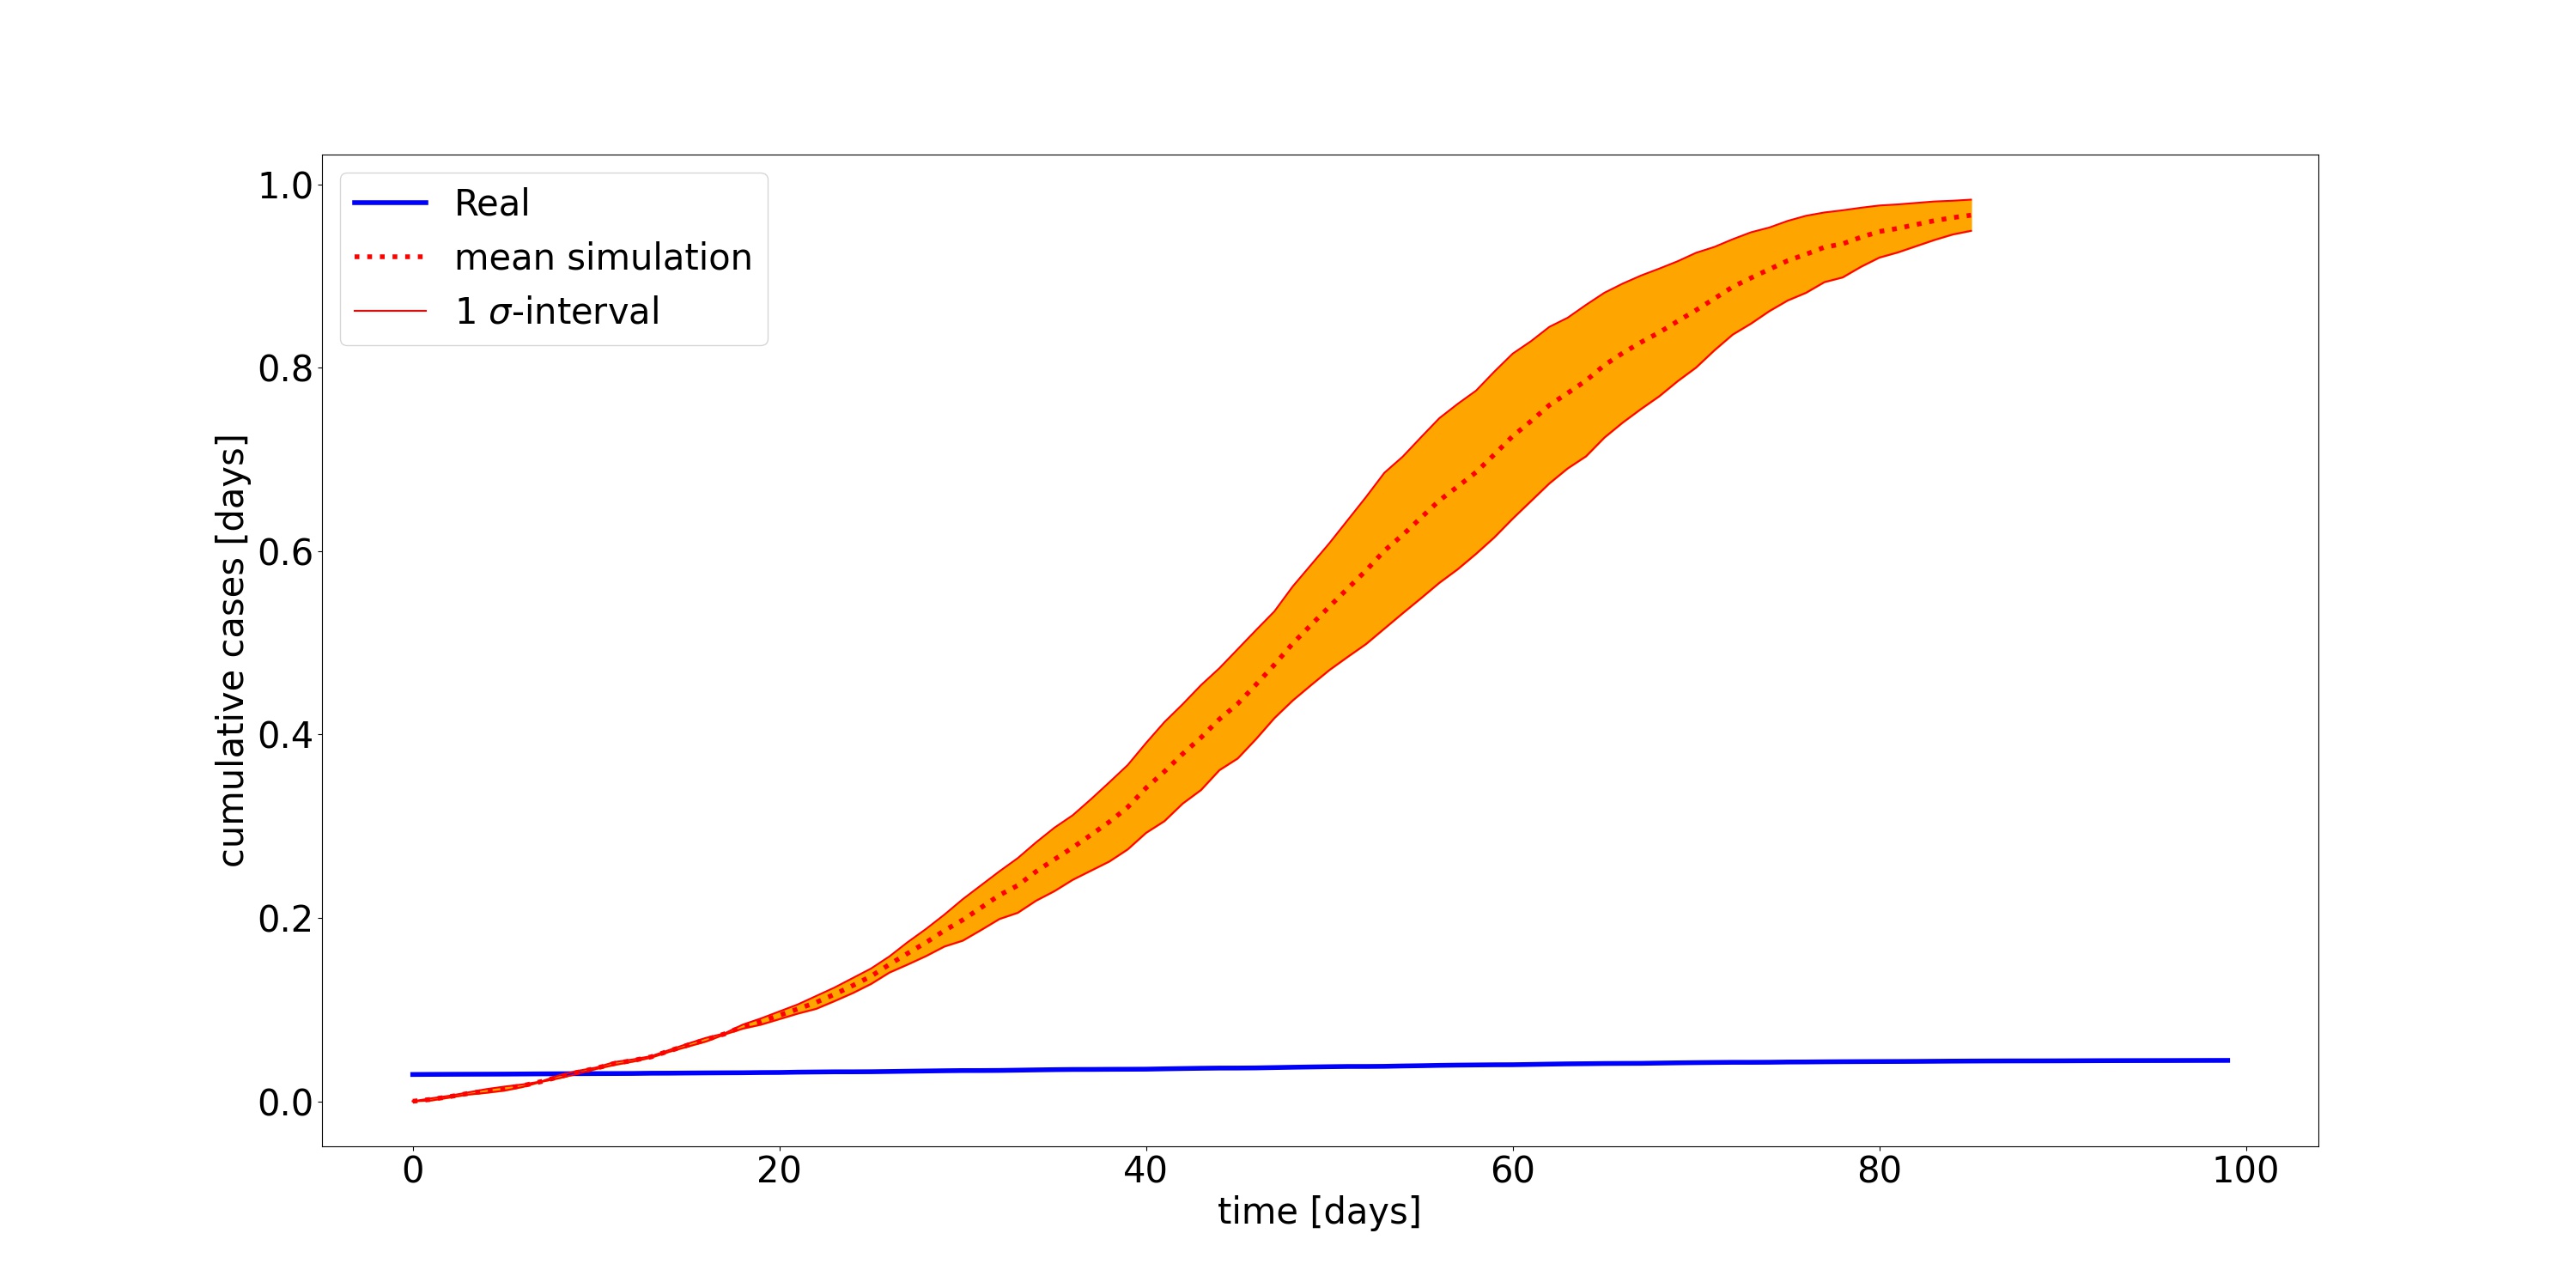 Real
mean simulation
1 σ-interval
1.0
0.8
0.6
0.4
0.2
0.0
cumulative cases [days]
0 20 40 60 80 100
time [days]